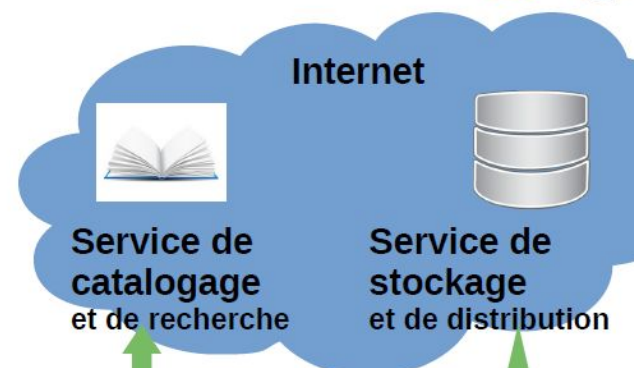 Internet
Service de
catalogage
et de recherche
Service de
stockage
et de distribution